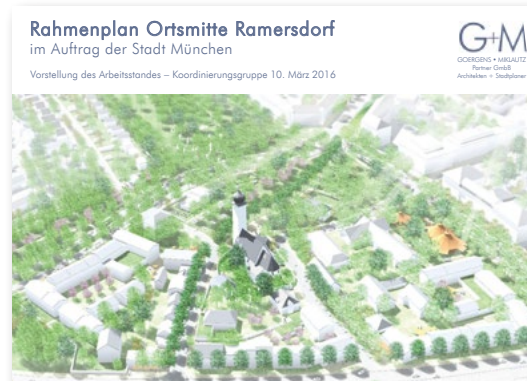 Rahmenplan Ortsmitte Ramersdorf
im Auftrag der Stadt München
Vorstellung des Arbeitsstandes – Koordinierungsgruppe 10. März 2016
G+M
GOERGENS • MIKLAUTZ
Partner GmbB
Architekten + Stadtplaner